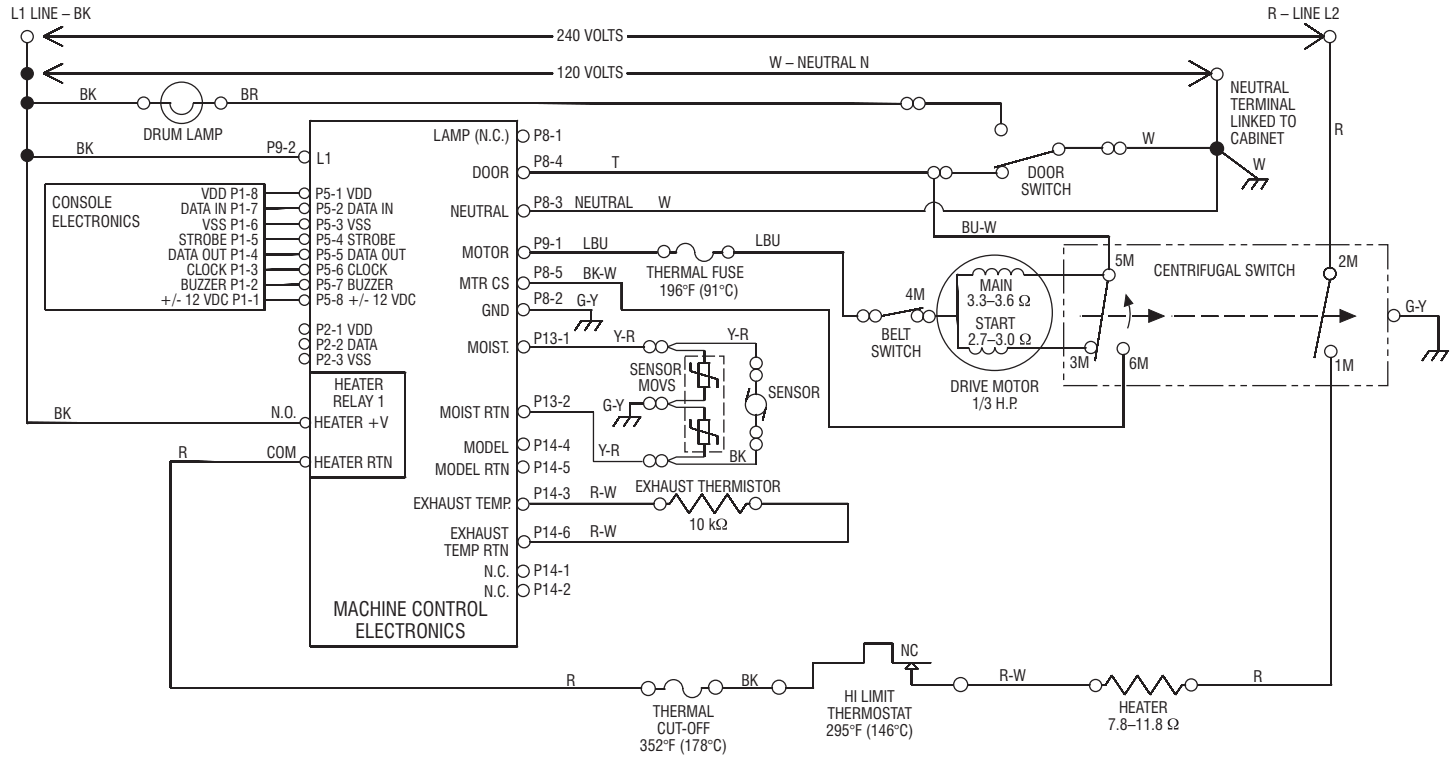 L1 LINE – BK
R – LINE L2
240 VOLTS
W – NEUTRAL N
120 VOLTS
NEUTRAL
TERMINAL
LINKED TO
CABINET
BK
BR
DRUM LAMP
LAMP (N.C.)
P8-1
R
BK
P9-2
L1
DOOR
P8-4
T
W
DOOR
SWITCH
W
CONSOLE
ELECTRONICS
VDD P1-8
DATA IN P1-7
VSS P1-6
STROBE P1-5
DATA OUT P1-4
CLOCK P1-3
BUZZER P1-2
+/- 12 VDC P1-1
P5-1 VDD
P5-2 DATA IN
P5-3 VSS
P5-4 STROBE
P5-5 DATA OUT
P5-6 CLOCK
P5-7 BUZZER
P5-8 +/- 12 VDC
NEUTRAL
P8-3
NEUTRAL
W
BU-W
MOTOR
P9-1
LBU
LBU
THERMAL FUSE
196°F (91°C)
MTR CS
P8-5
BK-W
GND
P8-2
G-Y
5M
CENTRIFUGAL SWITCH
2M
MAIN
3.3–3.6 Ω
START
2.7–3.0 Ω
4M
BELT
SWITCH
3M
6M
1M
G-Y
DRIVE MOTOR
1/3 H.P.
P2-1 VDD
P2-2 DATA
P2-3 VSS
MOIST.
P13-1
Y-R
Y-R
SENSOR
MOVS
G-Y
SENSOR
HEATER
RELAY 1
BK
N.O.
HEATER +V
MOIST RTN
P13-2
Y-R
BK
R
COM
HEATER RTN
MODEL
P14-4
MODEL RTN
P14-5
EXHAUST TEMP.
P14-3
R-W
EXHAUST THERMISTOR
10 kΩ
EXHAUST
TEMP RTN
P14-6
R-W
N.C.
P14-1
N.C.
P14-2
MACHINE CONTROL
ELECTRONICS
R
THERMAL
CUT-OFF
352°F (178°C)
BK
NC
HI LIMIT
THERMOSTAT
295°F (146°C)
R-W
HEATER
7.8–11.8 Ω
R